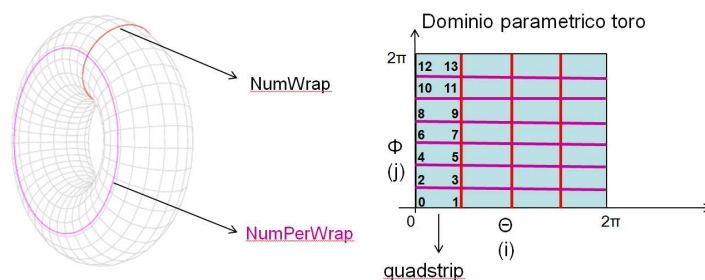 NumWrap
NumPerWrap
Dominio parametrico toro
2π
12 13
10 11
8 9
6 7
4 5
2 3
0 1
Φ
(j)
0
Θ
(i)
2π
quadstrip